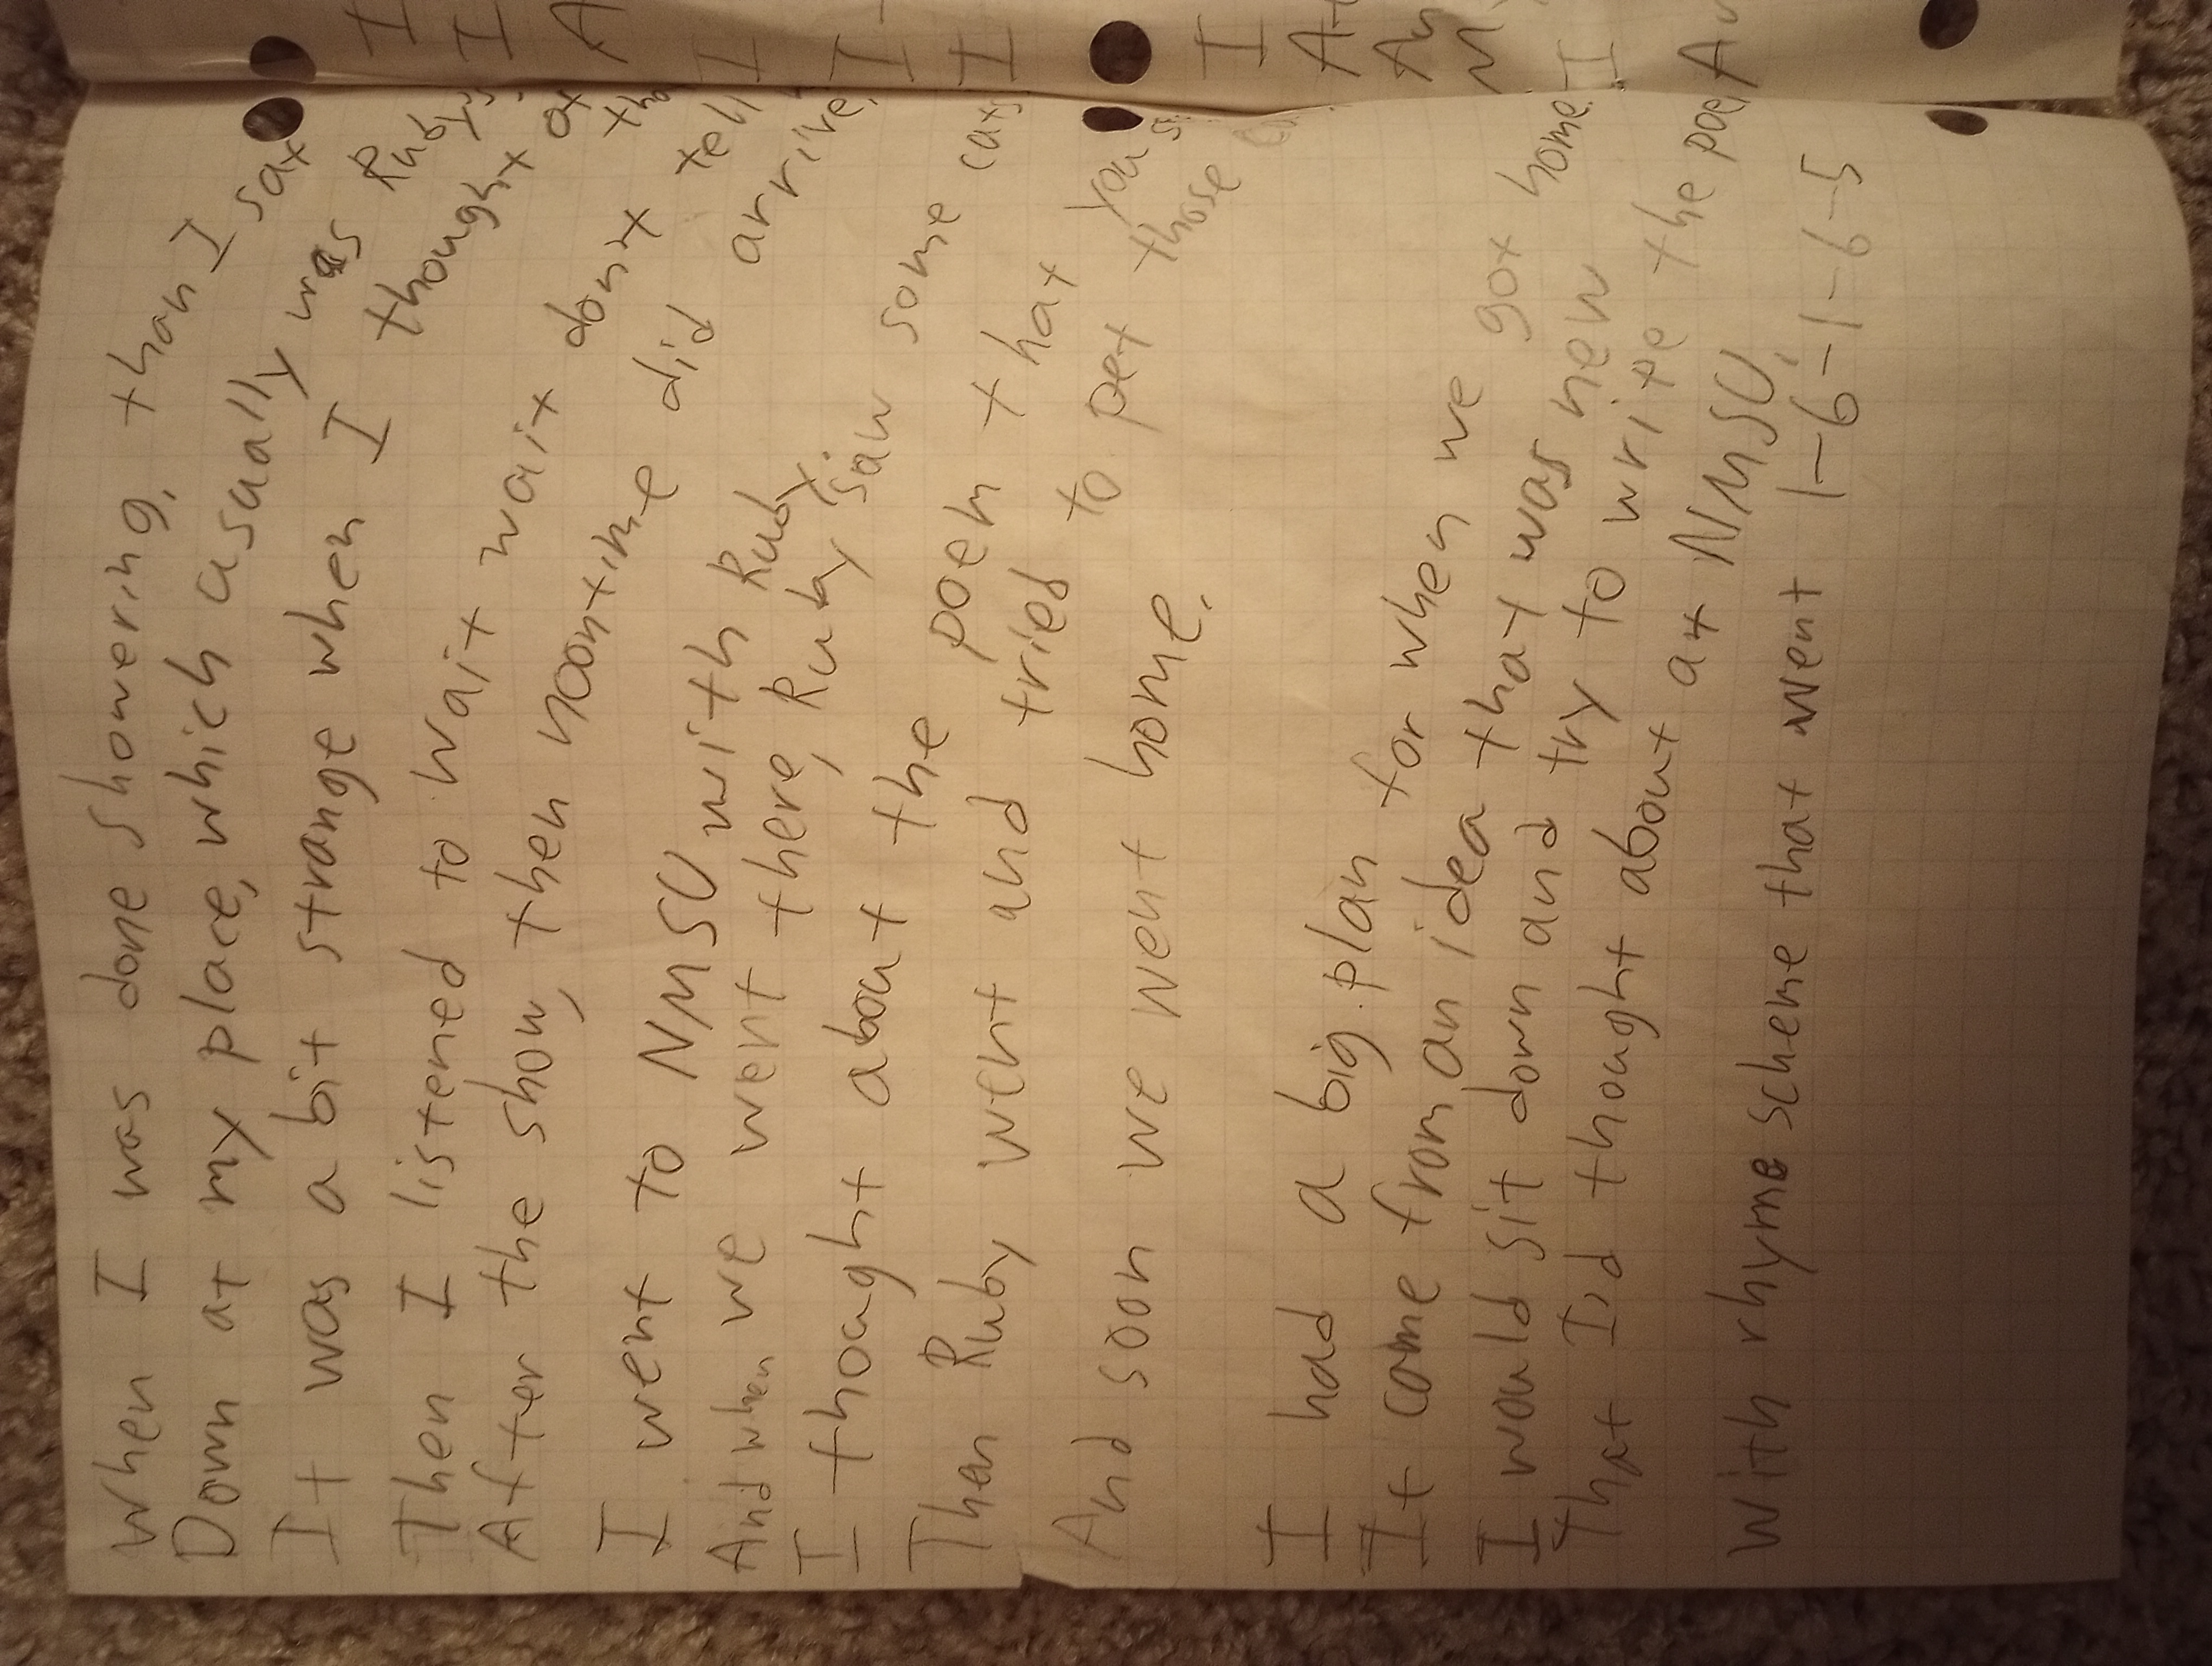 When I was done showering, than I sat
Down at my place, which usually was Ruby's.
It was a bit strange when I thought of tha
Then I listened to Wait wait don't tell
After the show, then noontime did arrive,
I went to NMSU with Ruby.
And when we went there, Ruby saw some cats
I thought about the poem that you
Then Ruby went and tried to pet those
And soon we went home.
I had a big plan for when we got home.
It came from an idea that was new
I would sit down and try to write the poe
That I'd thought about at NMSU,
With rhyme scheme that went 1-6-1-6-5
I
I
A
I
I
I
I
A
An
M
I